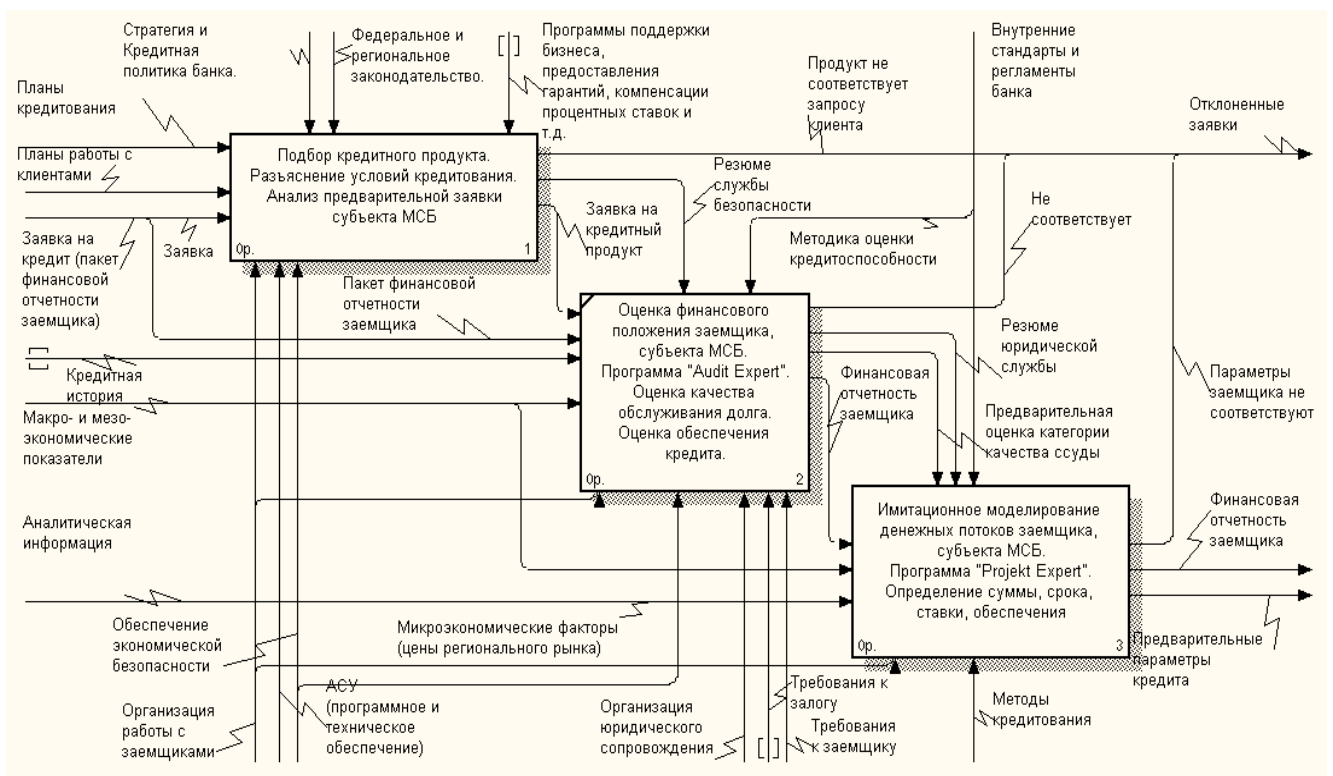 Стратегия и
Кредитная
политика банка.
Федеральное и
региональное
законодательство.
Программы поддержки
бизнеса,
предоставления
гарантий, компенсации
процентных ставок и
т.д.
Внутренние
стандарты и
регламенты
банка
Продукт не
соответствует
запросу
клиента
Отклоненные
заявки
Планы
кредитования
Планы работы с
клиентами
Заявка на
кредит (пакет
финансовой
отчетности
заемщика)
Заявка
Подбор кредитного продукта.
Разъяснение условий кредитования.
Анализ предварительной заявки
субъекта МСБ
0р.
1
Резюме
службы
безопасности
Заявка на
кредитный
продукт
Методика оценки
кредитоспособности
Не
соответствует
Пакет финансовой
отчетности
заемщика
Кредитная
история
Макро- и мезо-
экономические
показатели
Оценка финансового
положения заемщика,
субъекта МСБ.
Программа "Audit Expert".
Оценка качества
обслуживания долга.
Оценка обеспечения
кредита.
0р.
2
Резюме
юридической
службы
Финансовая
отчетность
заемщика
Предварительная
оценка категории
качества ссуды
Параметры
заемщика не
соответствуют
Аналитическая
информация
Имитационное моделирование
денежных потоков заемщика,
субъекта МСБ.
Программа "Projekt Expert".
Определение суммы, срока,
ставки, обеспечения
0р.
3
Финансовая
отчетность
заемщика
Предварительные
параметры
кредита
Обеспечение
экономической
безопасности
Микроэкономические факторы
(цены регионального рынка)
Организация
работы с
заемщиками
АСУ
(программное и
техническое
обеспечение)
Организация
юридического
сопровождения
Требования к
залогу
Требования
к заемщику
Методы
кредитования